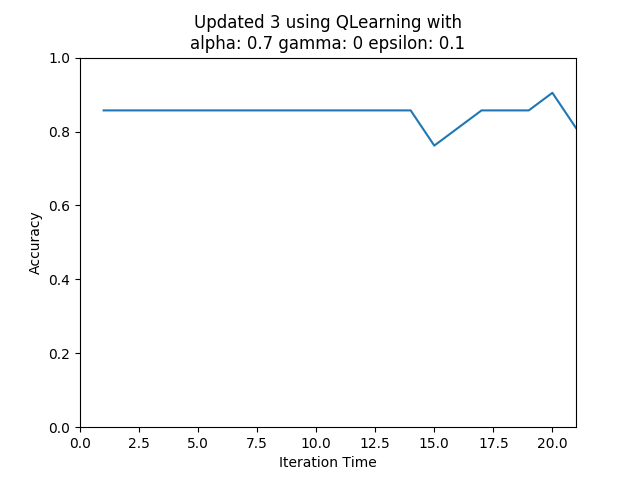 Updated 3 using QLearning with
alpha: 0.7 gamma: 0 epsilon: 0.1
1.0
0.8
0.6
0.4
0.2
0.0
Accuracy
0.0 2.5 5.0 7.5 10.0 12.5 15.0 17.5 20.0
Iteration Time